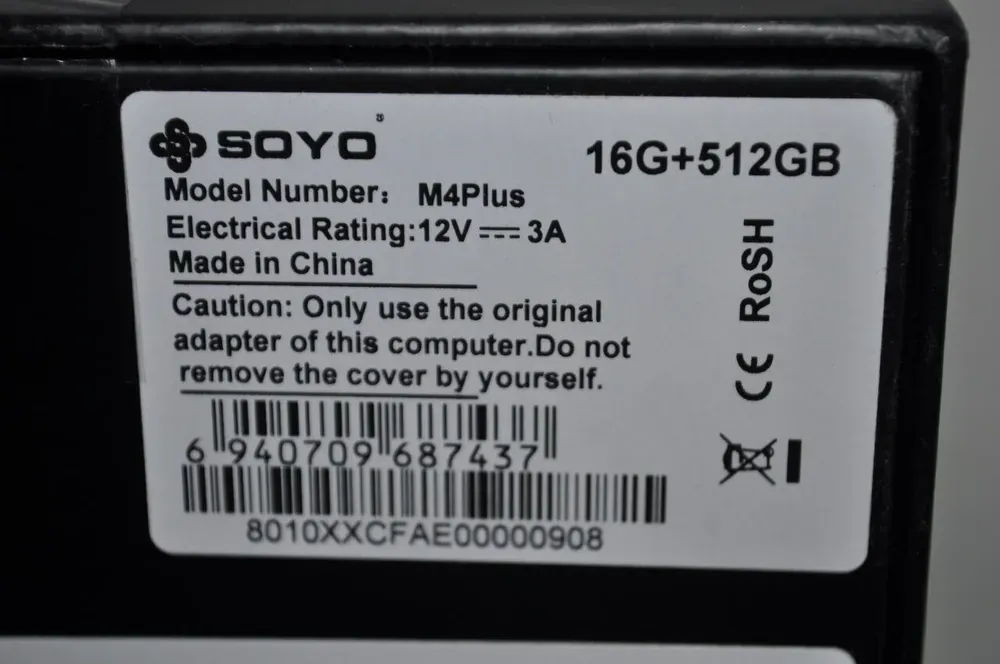 SOYO®
16G+512GB
Model Number: M4Plus
Electrical Rating:12V 3A
Made in China
Caution: Only use the original
adapter of this computer.Do not
remove the cover by yourself.
6 940709 687437
8010XXCFAE00000908
RoSH
CE